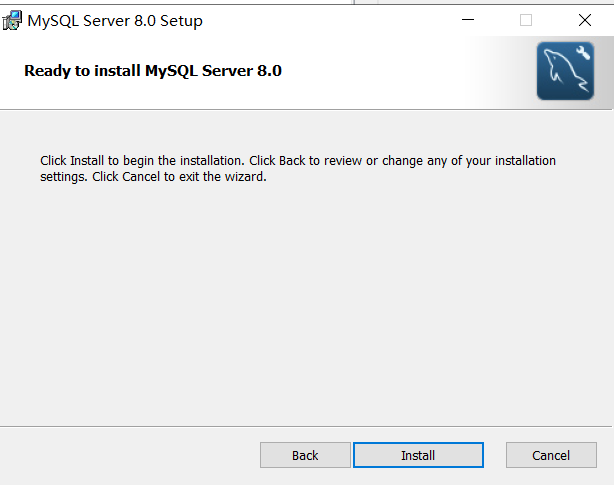 MySQL Server 8.0 Setup
Ready to install MySQL Server 8.0
Click Install to begin the installation. Click Back to review or change any of your installation
settings. Click Cancel to exit the wizard.
Back
Install
Cancel